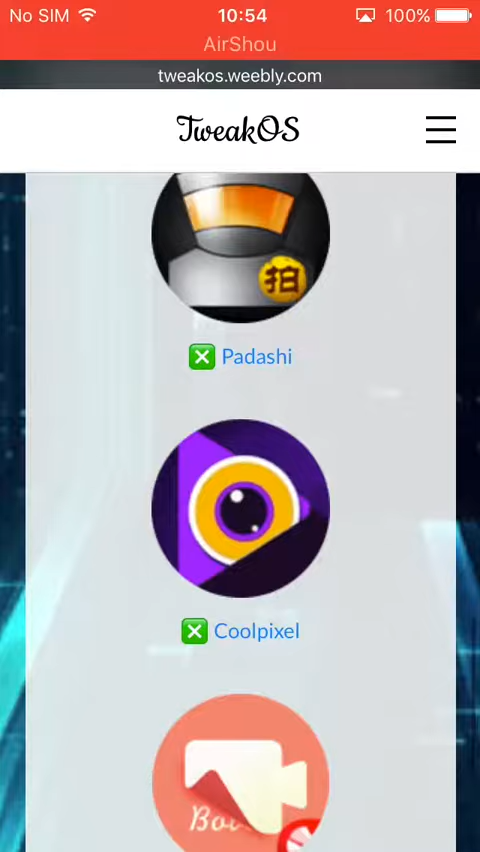 No SIM 10:54 100%
AirShou
tweakos.weebly.com
TweakOS
拍
❎ Padashi
❎ Coolpixel